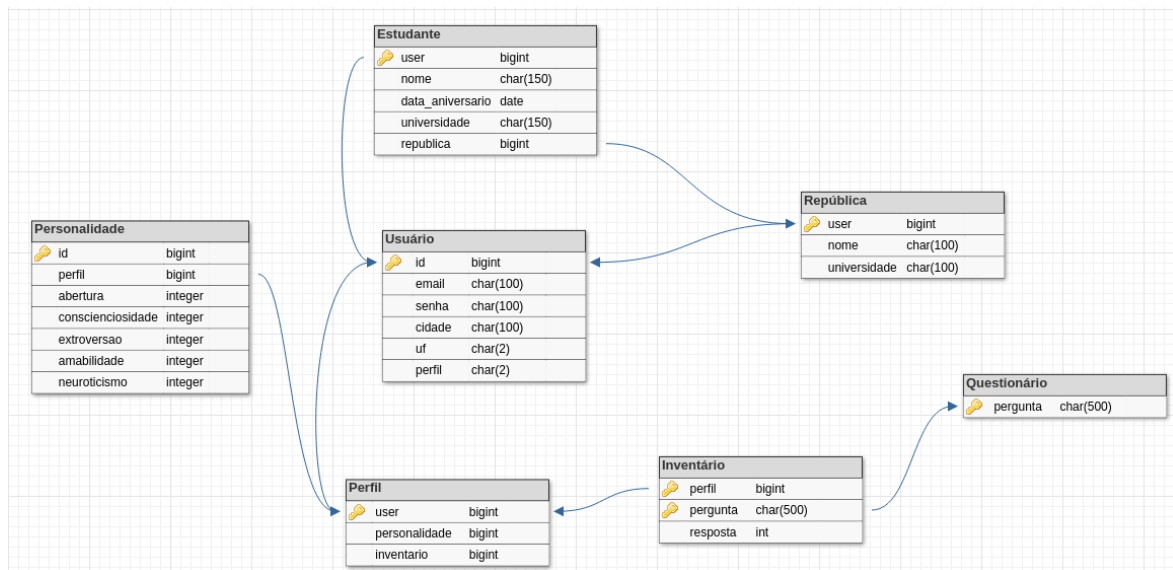 Estudante
user bigint
nome char(150)
data_aniversario date
universidade char(150)
republica bigint
República
user bigint
nome char(100)
universidade char(100)
Personalidade
id bigint
perfil bigint
abertura integer
conscienciosidade integer
extroversao integer
amabilidade integer
neuroticismo integer
Usuário
id bigint
email char(100)
senha char(100)
cidade char(100)
uf char(2)
perfil char(2)
Questionário
pergunta char(500)
Inventário
perfil bigint
pergunta char(500)
resposta int
Perfil
user bigint
personalidade bigint
inventario bigint